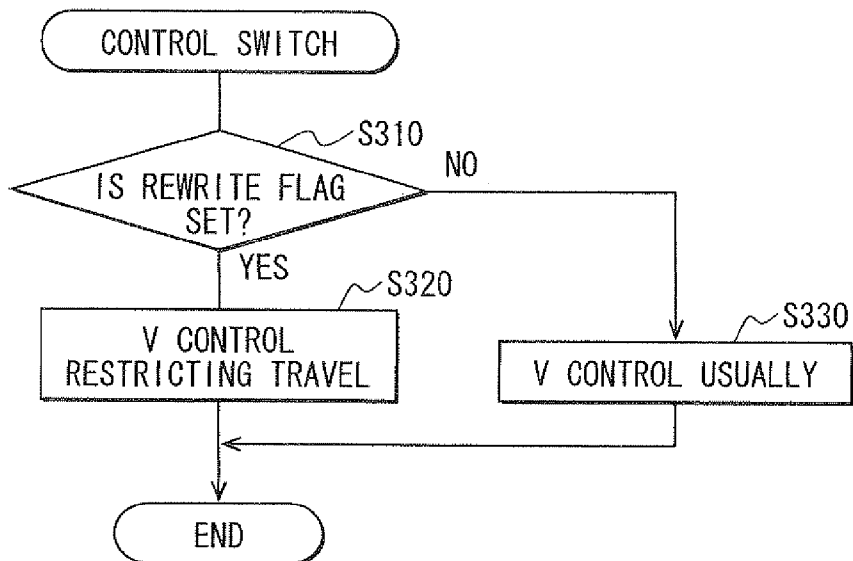 CONTROL SWITCH
S310
IS REWRITE FLAG
SET?
NO
YES
S320
V CONTROL
RESTRICTING TRAVEL
S330
V CONTROL USUALLY
END